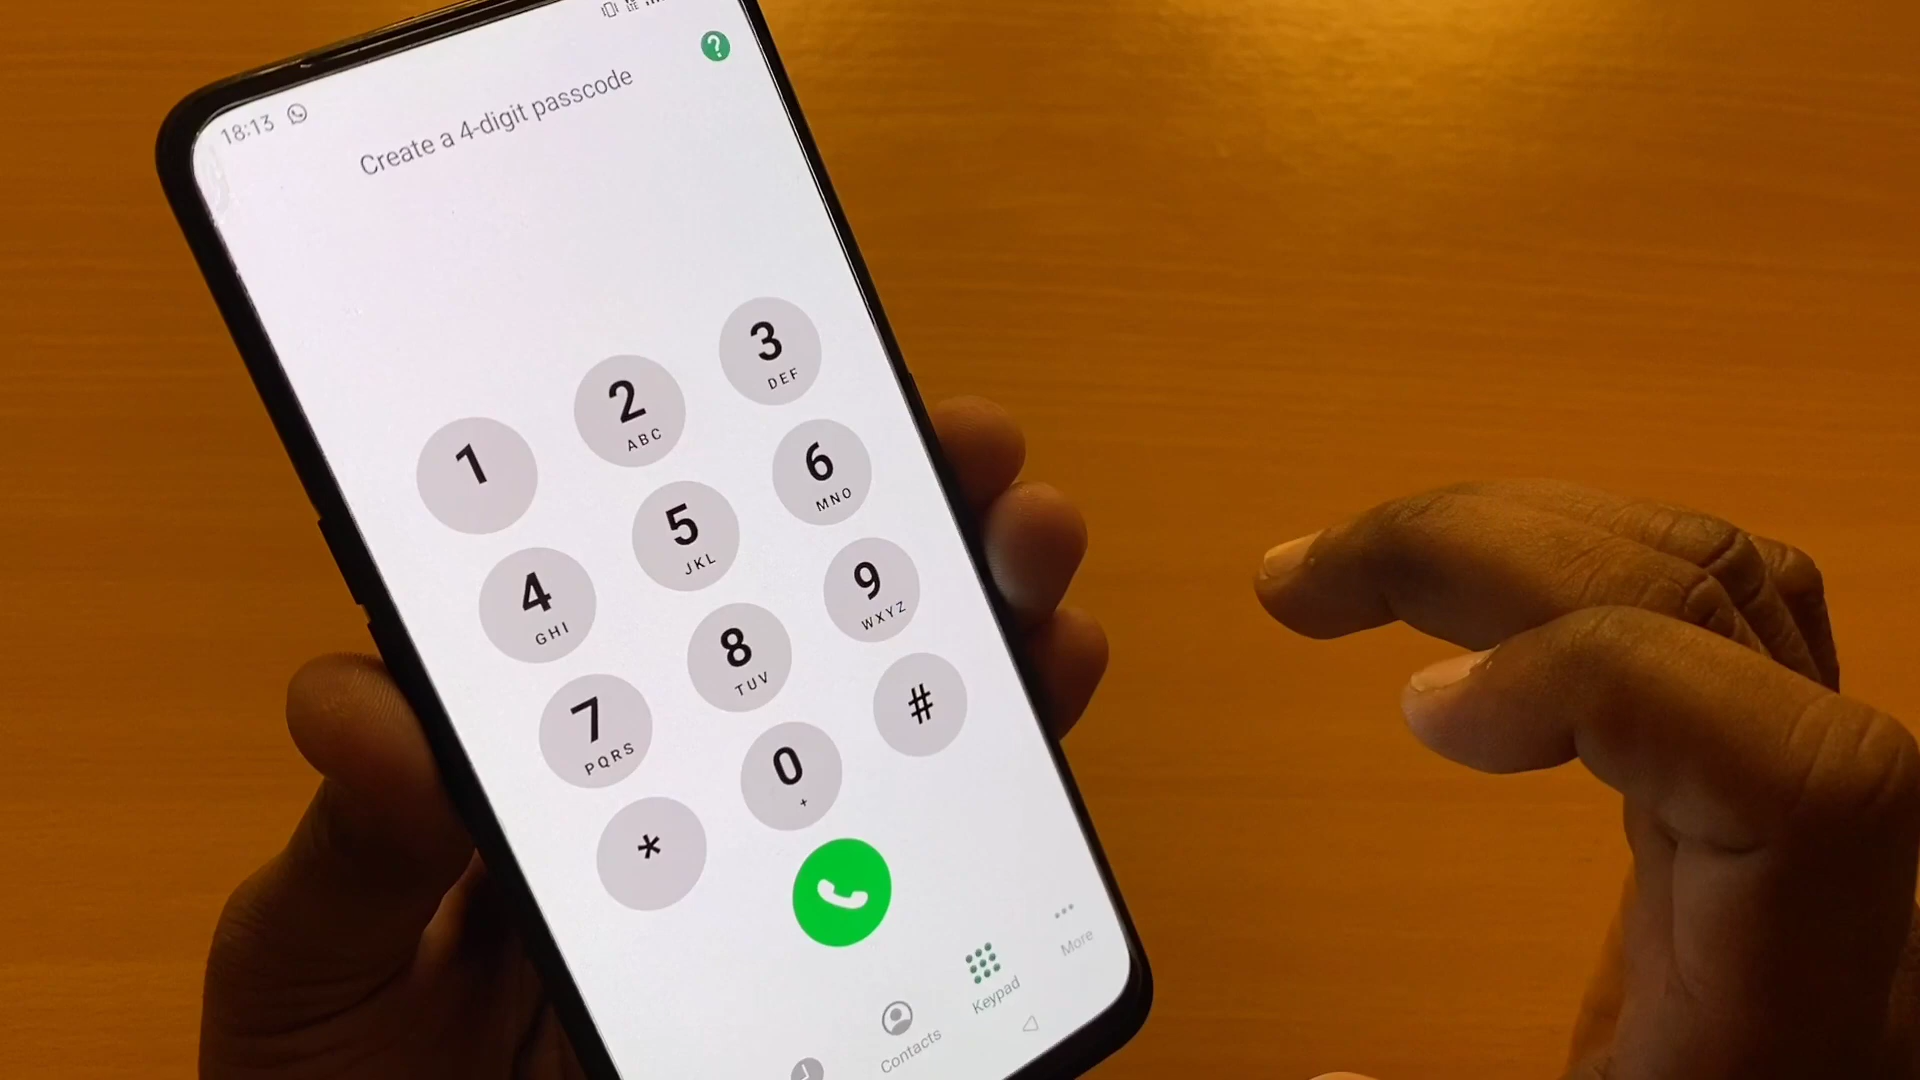 18:13
LTE
?
Create a 4-digit passcode
1
2
ABC
3
DEF
4
GHI
5
JKL
6
MNO
7
PQRS
8
TUV
9
WXYZ
*
0
+
#
Contacts
Keypad
More